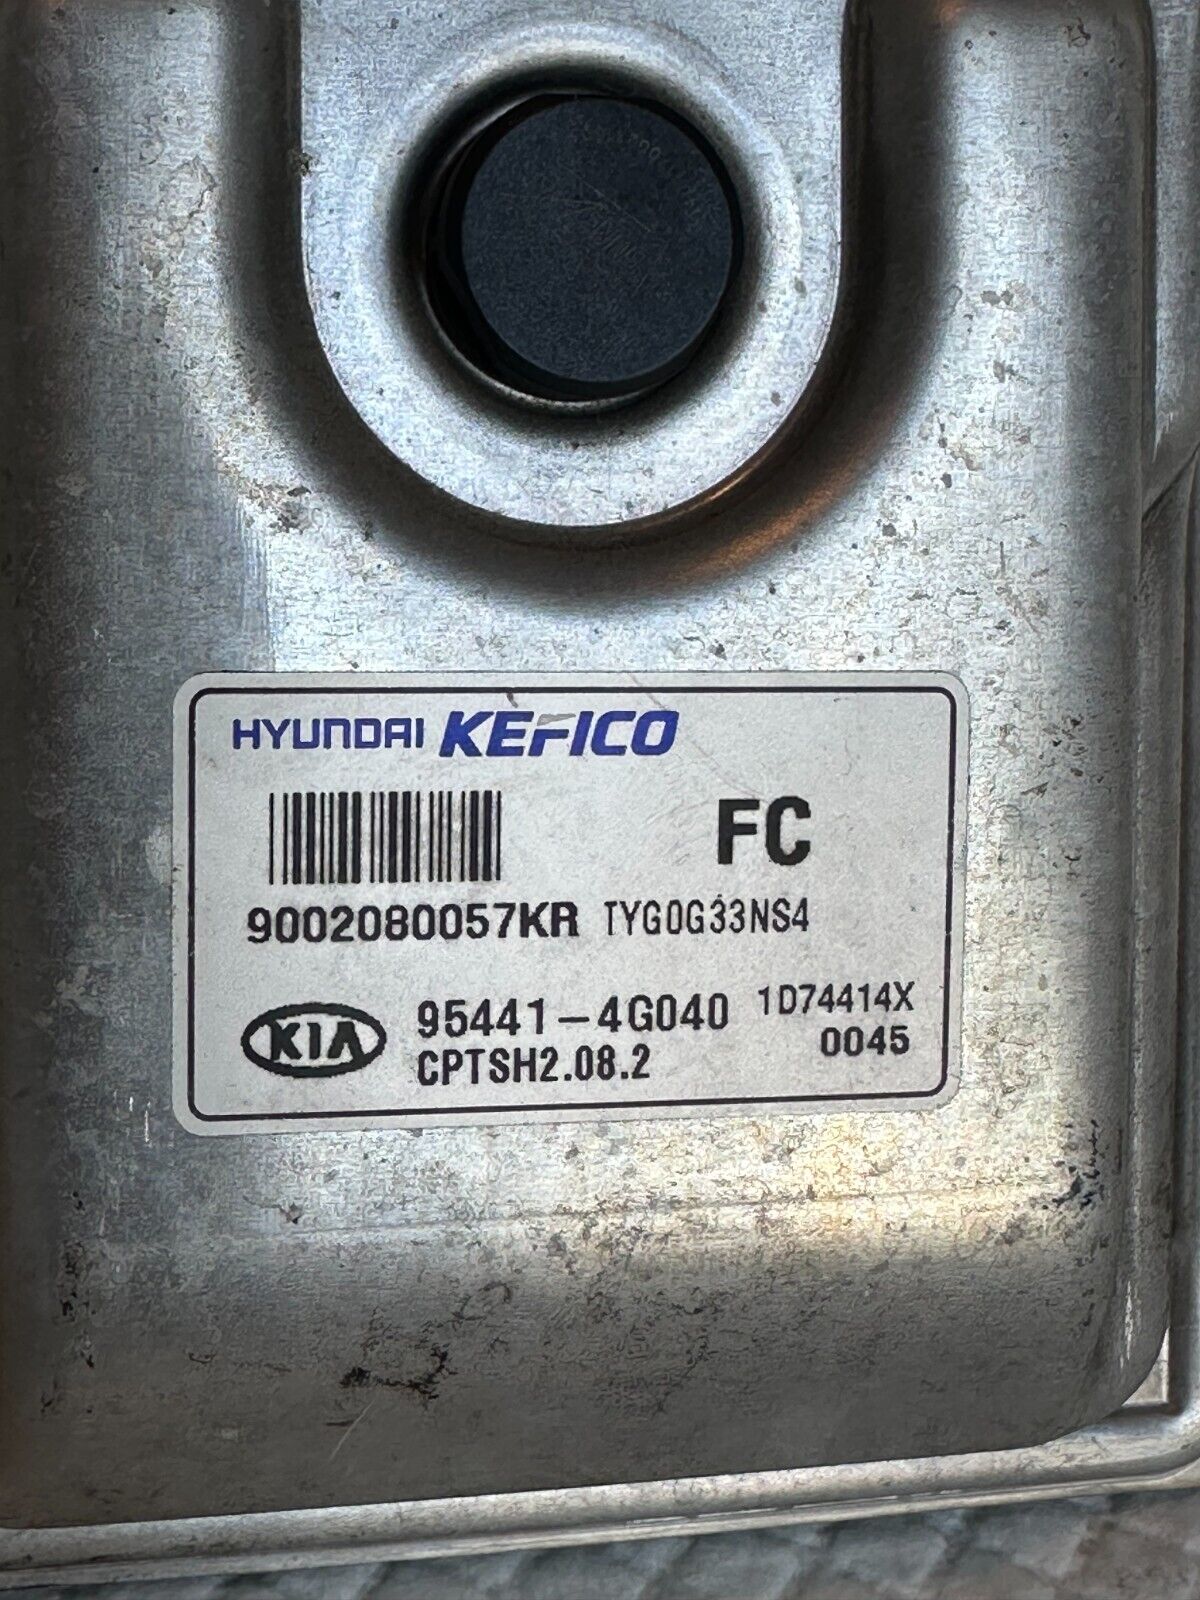 HYUNDAI KEFICO
FC
9002080057KR TYG0G33NS4
KIA 95441-4G040 1D74414X
CPTSH2.08.2 0045